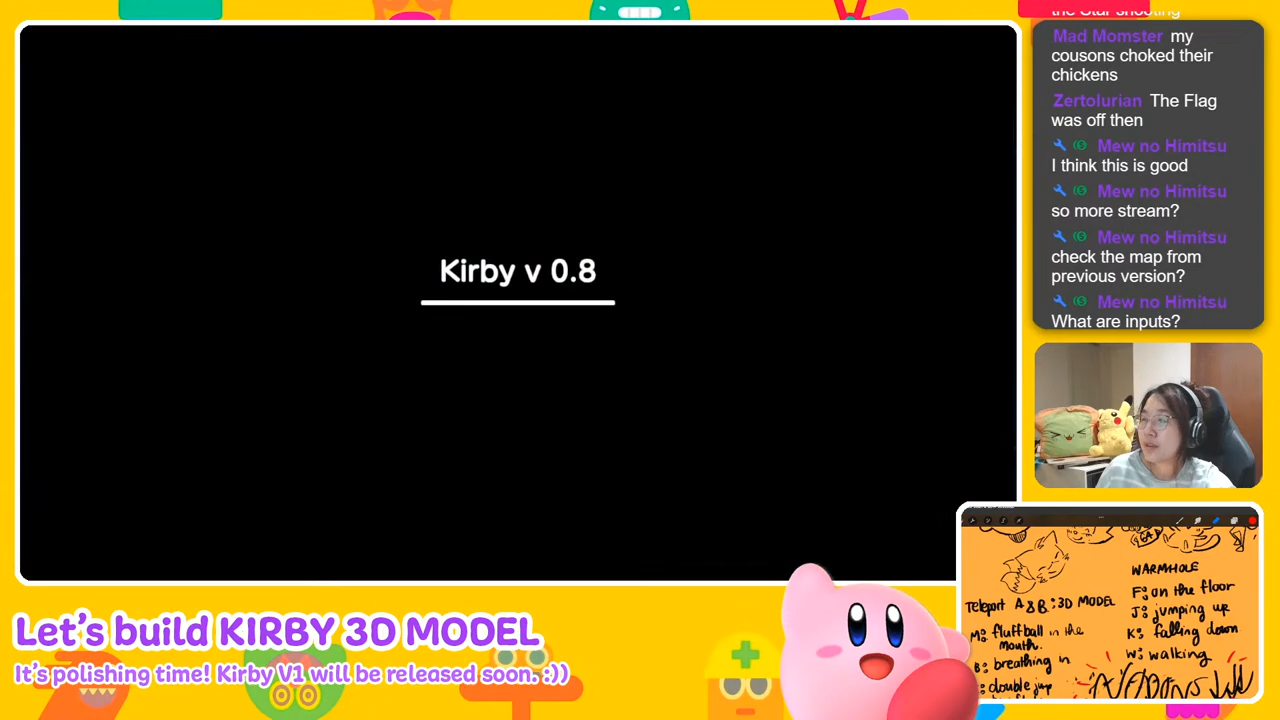 Kirby v 0.8
the Star shooting
Mad Momster my
cousons choked their
chickens
Zertolurian The Flag
was off then
Mew no Himitsu
I think this is good
Mew no Himitsu
so more stream?
Mew no Himitsu
check the map from
previous version?
Mew no Himitsu
What are inputs?
WARMHOLE
F: on the floor
J: jumping up
K: falling down
W: walking
Teleport A&B: 3D MODEL
M: fluffball in the
mouth.
B: breathing in
: double jump
Let's build KIRBY 3D MODEL
It's polishing time! Kirby V1 will be released soon. :))